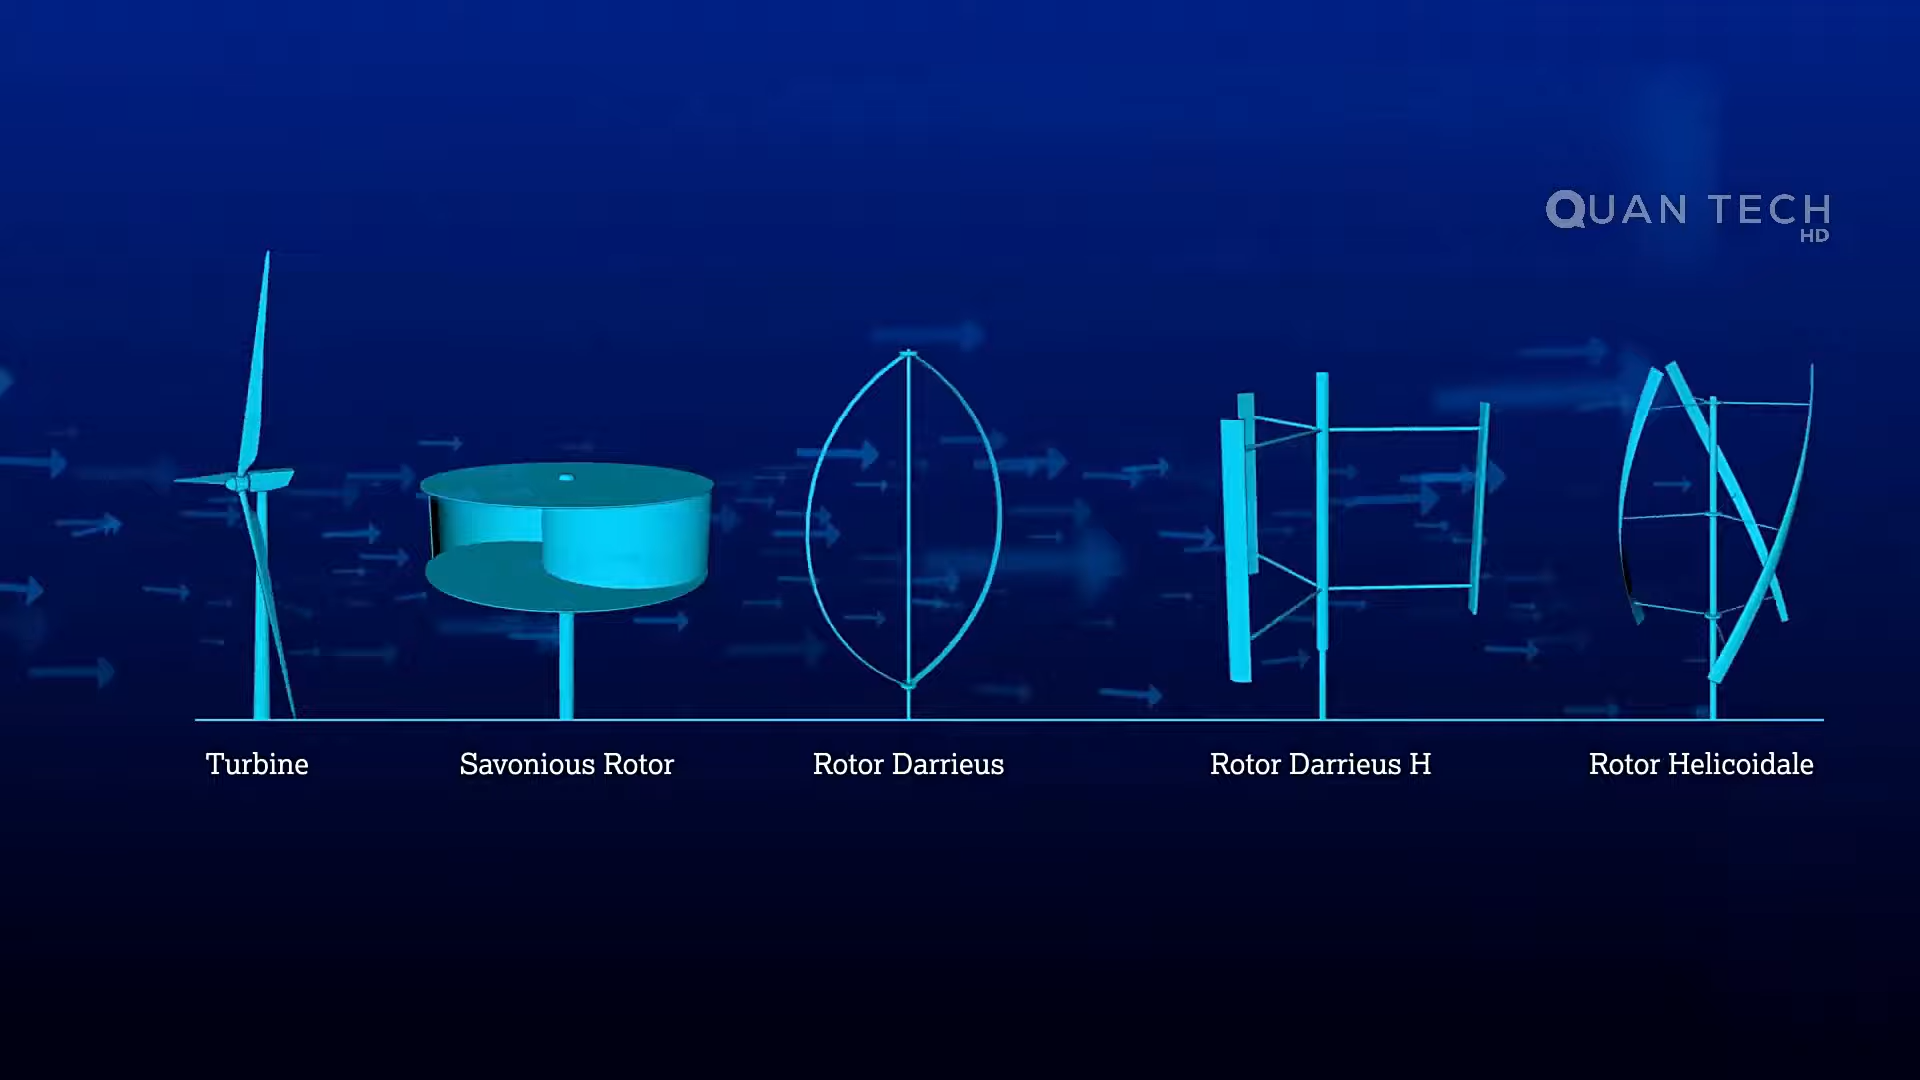 QUAN TECH
HD
Turbine
Savonious Rotor
Rotor Darrieus
Rotor Darrieus H
Rotor Helicoidale